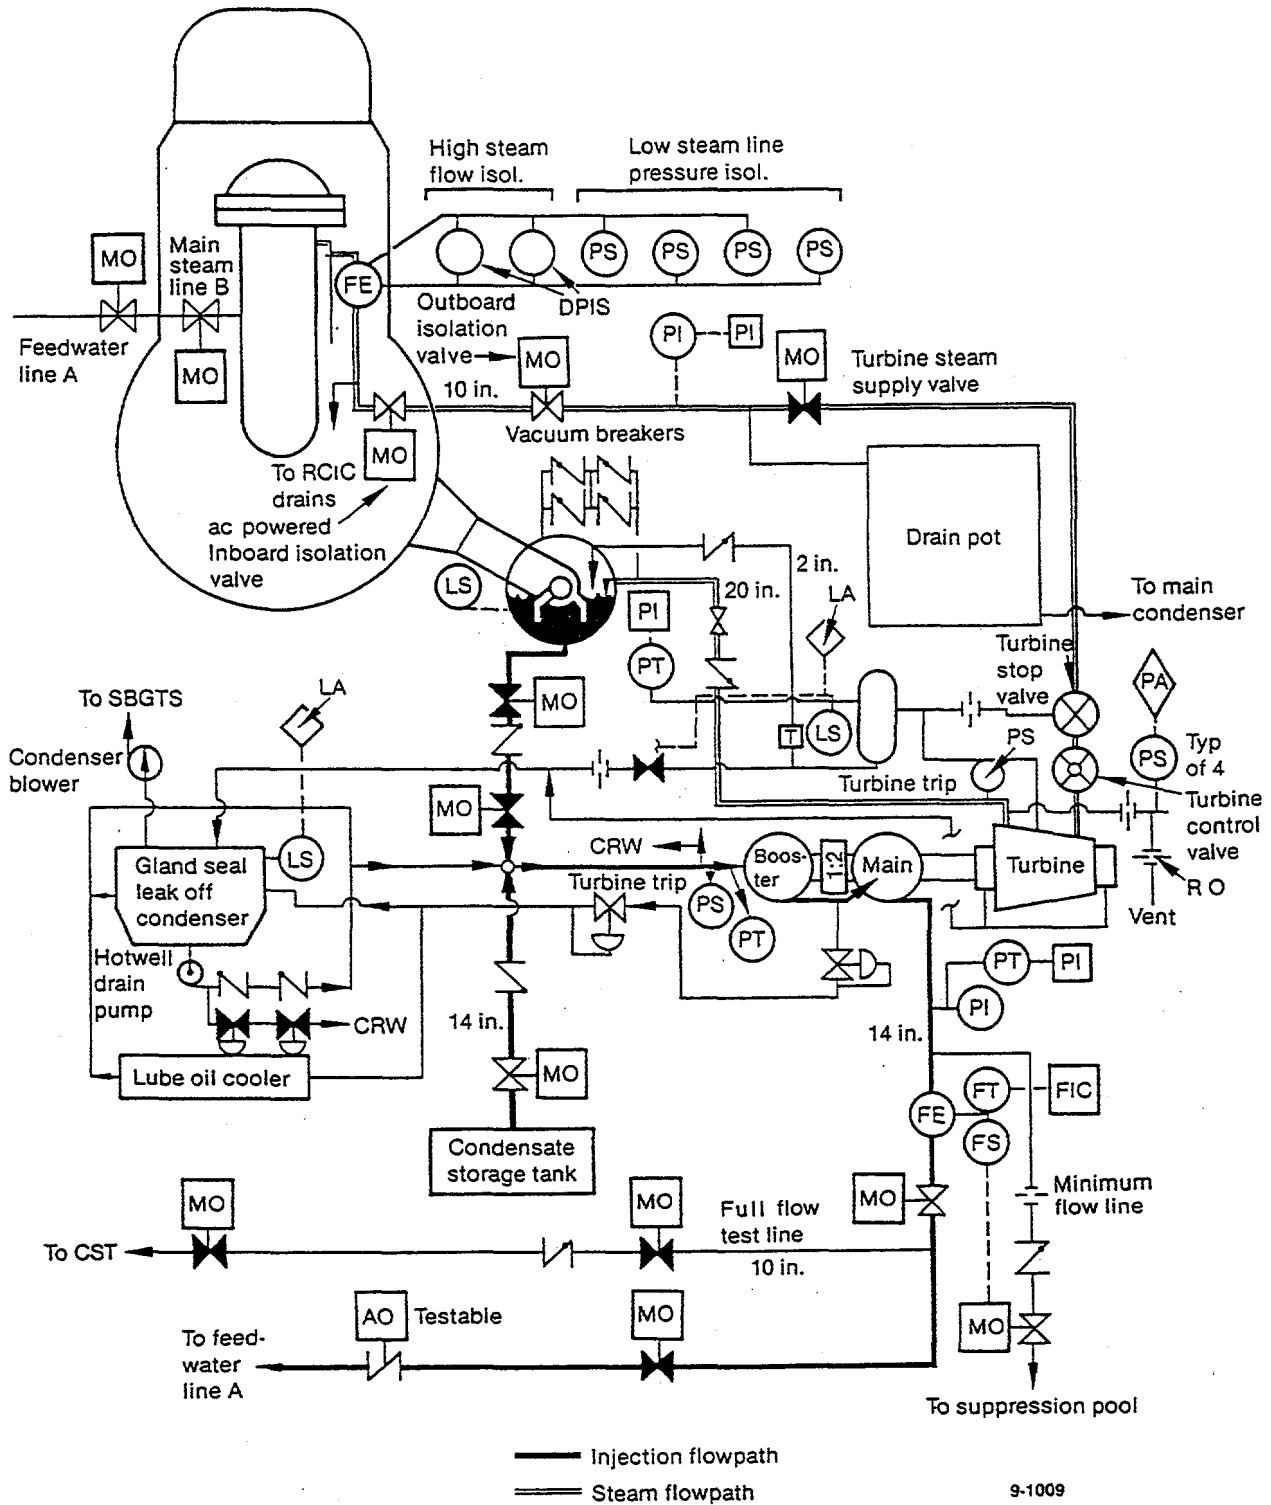 High steam
flow isol.
Low steam line
pressure isol.
MO
Main
steam
line B
FE
PS
PS
PS
PS
DPIS
Feedwater
line A
MO
Outboard
isolation
valve
MO
10 in.
PI
PI
MO
Turbine steam
supply valve
Vacuum breakers
MO
To RCIC
drains
ac powered
Inboard isolation
valve
Drain pot
LS
2 in.
20 in.
PI
LA
To main
condenser
PT
Turbine
stop
valve
PA
To SBGTS
LA
MO
LS
T
PS
PS
Typ
of 4
Condenser
blower
Turbine trip
MO
Turbine
control
valve
CRW
Gland seal
leak off
condenser
LS
Boos-
ter
1:2
Main
Turbine
Turbine trip
PS
R O
PT
Vent
Hotwell
drain
pump
PT
PI
CRW
14 in.
14 in.
PI
Lube oil cooler
MO
FT
FIC
FE
FS
Condensate
storage tank
MO
MO
Full flow
test line
MO
Minimum
flow line
To CST
10 in.
AO
Testable
MO
MO
To feed-
water
line A
To suppression pool
Injection flowpath
Steam flowpath
9-1009